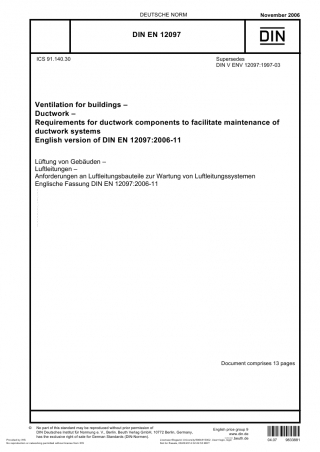 DEUTSCHE NORM
November 2006
DIN EN 12097
DIN
ICS 91.140.30
Supersedes
DIN V ENV 12097:1997-03
Ventilation for buildings –
Ductwork –
Requirements for ductwork components to facilitate maintenance of
ductwork systems
English version of DIN EN 12097:2006-11
Lüftung von Gebäuden –
Luftleitungen –
Anforderungen an Luftleitungsbauteile zur Wartung von Luftleitungssystemen
Englische Fassung DIN EN 12097:2006-11
Document comprises 13 pages
© No part of this standard may be reproduced without prior permission of
DIN Deutsches Institut für Normung e. V., Berlin. Beuth Verlag GmbH, 10772 Berlin, Germany,
has the exclusive right of sale for German Standards (DIN-Normen).
English price group 9
www.din.de
www.beuth.de